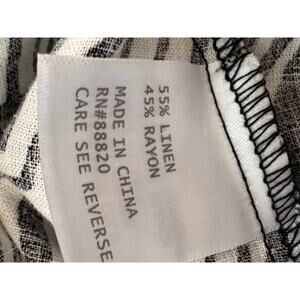 55% LINEN
45% RAYON
MADE IN CHINA
RN#88820
CARE SEE REVERSE